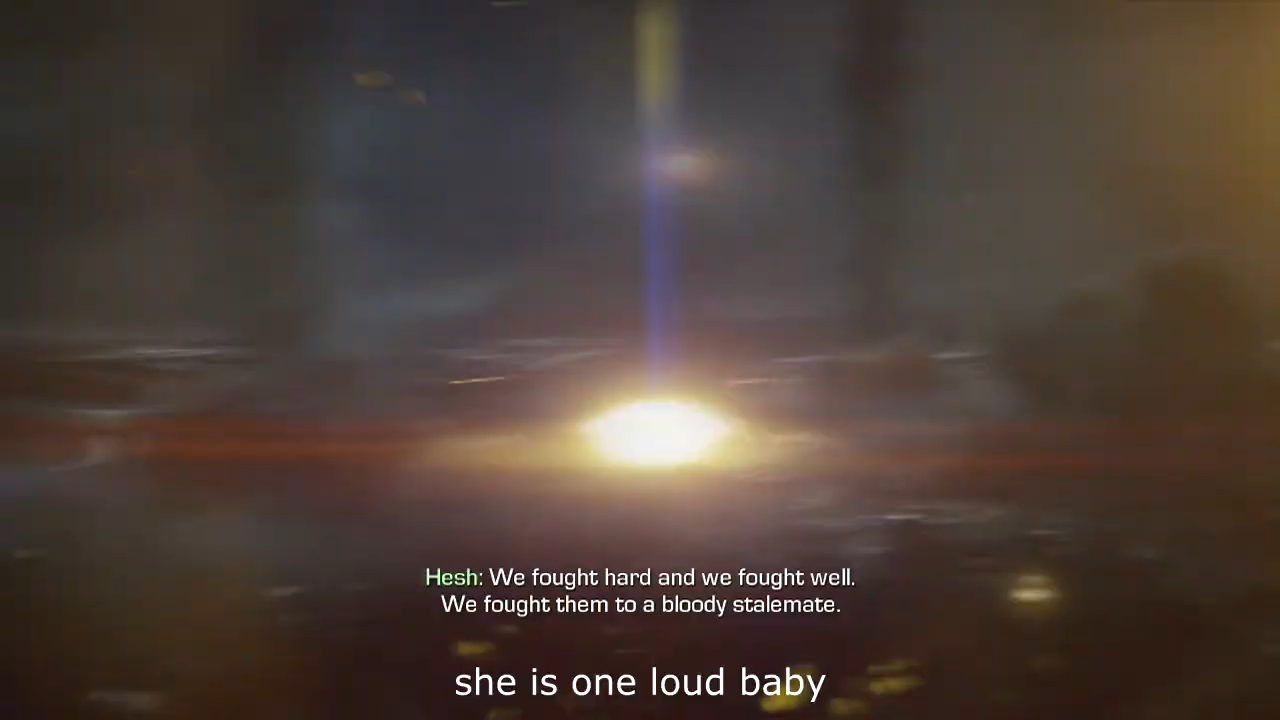 Hesh: We fought hard and we fought well.
We fought them to a bloody stalemate.
she is one loud baby